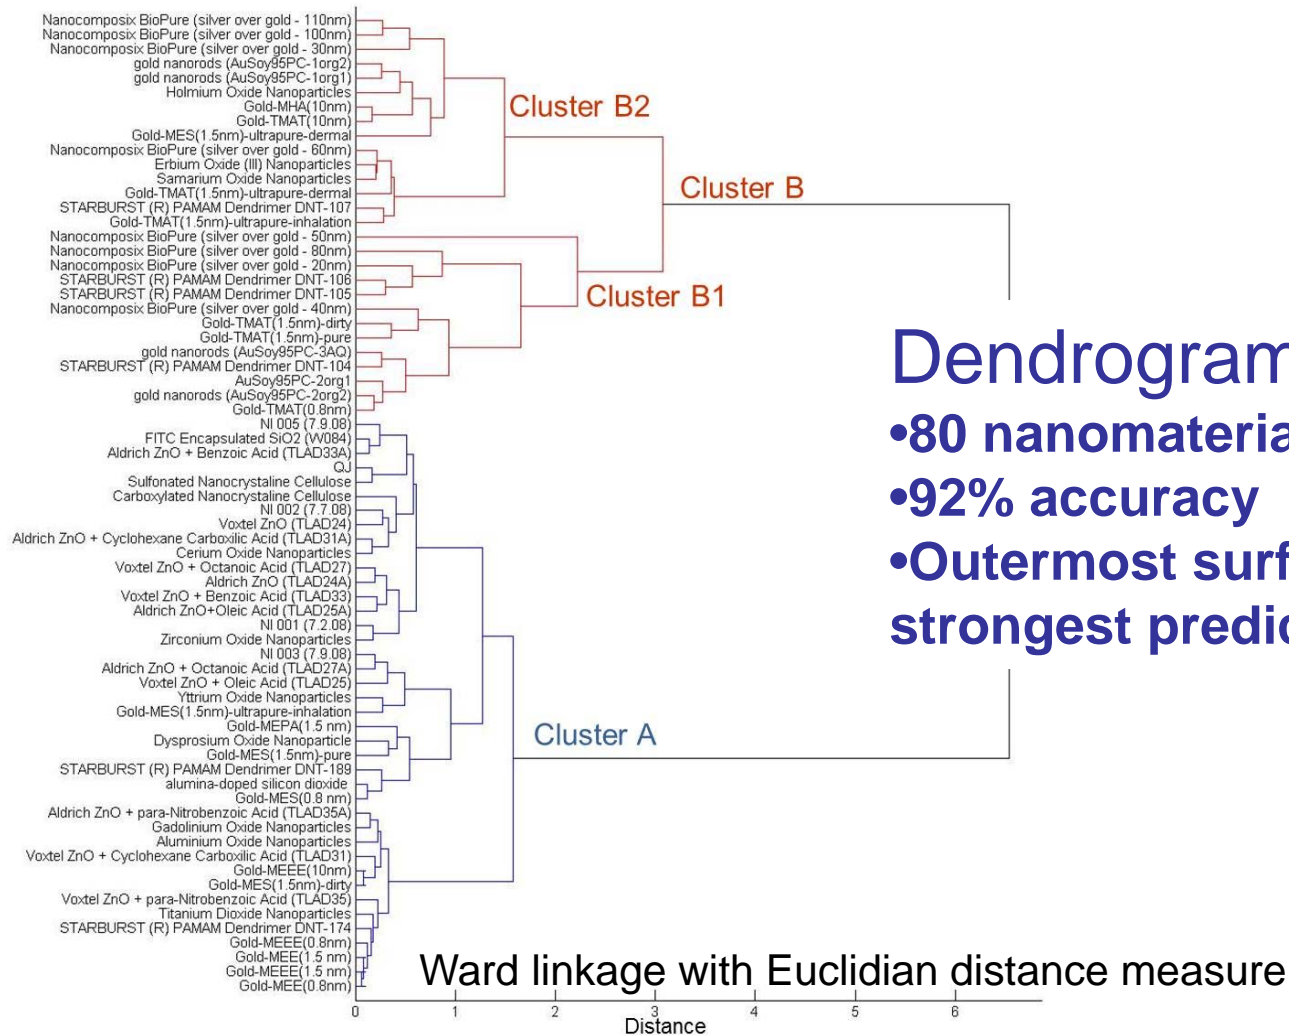 Nanocomposix BioPure (silver over gold - 110nm)
Nanocomposix BioPure (silver over gold - 100nm)
Nanocomposix BioPure (silver over gold - 30nm)
gold nanorods (AuSoy95PC-1org2)
gold nanorods (AuSoy95PC-1org1)
Holmium Oxide Nanoparticles
Gold-MHA(10nm)
Gold-TMAT(10nm)
Gold-MES(1.5nm)-ultrapure-dermal
Nanocomposix BioPure (silver over gold - 60nm)
Erbium Oxide (III) Nanoparticles
Samarium Oxide Nanoparticles
Gold-TMAT(1.5nm)-ultrapure-dermal
STARBURST (R) PAMAM Dendrimer DNT-107
Gold-TMAT(1.5nm)-ultrapure-inhalation
Nanocomposix BioPure (silver over gold - 50nm)
Nanocomposix BioPure (silver over gold - 80nm)
Nanocomposix BioPure (silver over gold - 20nm)
STARBURST (R) PAMAM Dendrimer DNT-106
STARBURST (R) PAMAM Dendrimer DNT-105
Nanocomposix BioPure (silver over gold - 40nm)
Gold-TMAT(1.5nm)-dirty
Gold-TMAT(1.5nm)-pure
gold nanorods (AuSoy95PC-3AQ)
STARBURST (R) PAMAM Dendrimer DNT-104
AuSoy95PC-2org1
gold nanorods (AuSoy95PC-2org2)
Gold-TMAT(0.8nm)
NI 005 (7.9.08)
FITC Encapsulated SiO2 (W084)
Aldrich ZnO + Benzoic Acid (TLAD33A)
QJ
Sulfonated Nanocrystaline Cellulose
Carboxylated Nanocrystaline Cellulose
NI 002 (7.7.08)
Voxtel ZnO (TLAD24)
Aldrich ZnO + Cyclohexane Carboxilic Acid (TLAD31A)
Cerium Oxide Nanoparticles
Voxtel ZnO + Octanoic Acid (TLAD27)
Aldrich ZnO (TLAD24A)
Voxtel ZnO + Benzoic Acid (TLAD33)
Aldrich ZnO+Oleic Acid (TLAD25A)
NI 001 (7.2.08)
Zirconium Oxide Nanoparticles
NI 003 (7.9.08)
Aldrich ZnO + Octanoic Acid (TLAD27A)
Voxtel ZnO + Oleic Acid (TLAD25)
Yttrium Oxide Nanoparticles
Gold-MES(1.5nm)-ultrapure-inhalation
Gold-MEPA(1.5 nm)
Dysprosium Oxide Nanoparticle
Gold-MES(1.5nm)-pure
STARBURST (R) PAMAM Dendrimer DNT-189
alumina-doped silicon dioxide
Gold-MES(0.8 nm)
Aldrich ZnO + para-Nitrobenzoic Acid (TLAD35A)
Gadolinium Oxide Nanoparticles
Aluminium Oxide Nanoparticles
Voxtel ZnO + Cyclohexane Carboxilic Acid (TLAD31)
Gold-MEEE(10nm)
Gold-MES(1.5nm)-dirty
Voxtel ZnO + para-Nitrobenzoic Acid (TLAD35)
Titanium Dioxide Nanoparticles
STARBURST (R) PAMAM Dendrimer DNT-174
Gold-MEEE(0.8nm)
Gold-MEE(1.5 nm)
Gold-MEEE(1.5 nm)
Gold-MEE(0.8nm)
Cluster B2
Cluster B
Cluster B1
Cluster A
Dendrogram
•80 nanomateria
•92% accuracy
•Outermost surf
strongest predic
Ward linkage with Euclidian distance measure
0 1 2 3 4 5 6
Distance